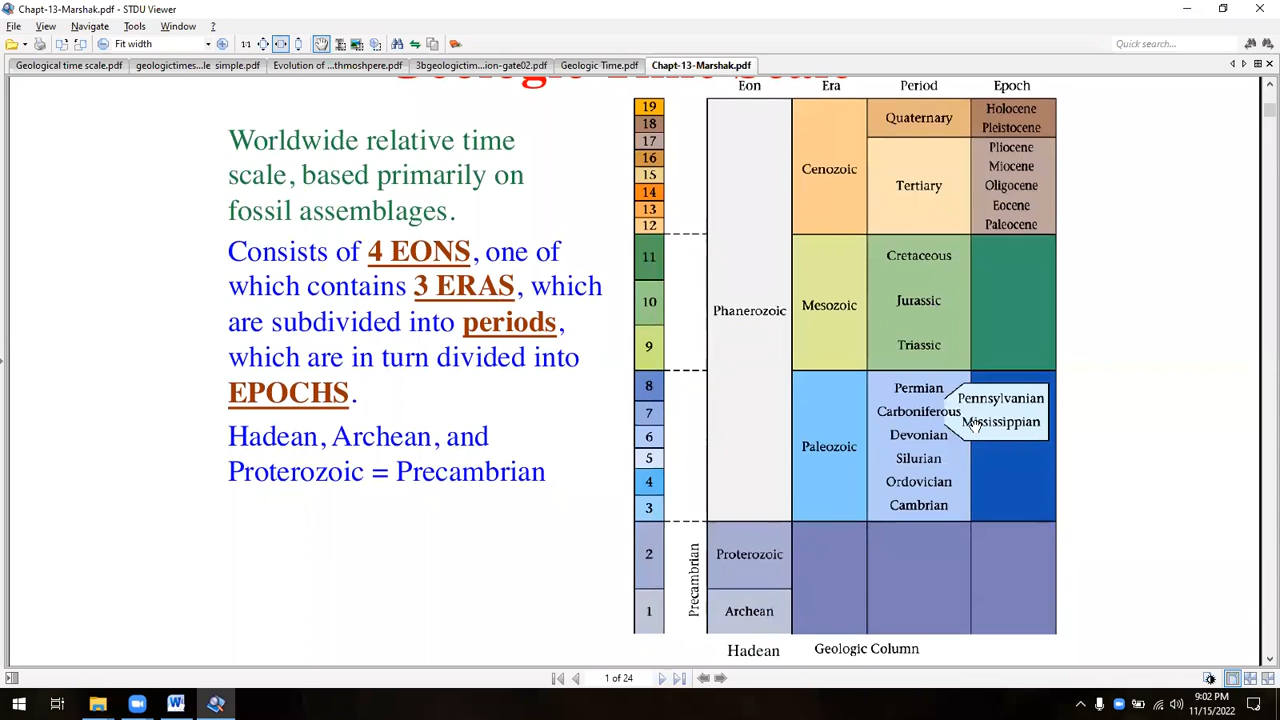 Chapt-13-Marshak.pdf - STDU Viewer
File View Navigate Tools Window ?
Fit width
1:1
Quick search...
Geological time scale.pdf geologictimes...le simple.pdf Evolution of ...thmoshpere.pdf 3bgeologictim...ion-gate02.pdf Geologic Time.pdf Chapt-13-Marshak.pdf
Geologic Time Scale
Worldwide relative time
scale, based primarily on
fossil assemblages.
Consists of 4 EONS, one of
which contains 3 ERAS, which
are subdivided into periods,
which are in turn divided into
EPOCHS.
Hadean, Archean, and
Proterozoic = Precambrian
Eon Era Period Epoch
19
18
17
16
15
14
13
12
11
10
9
8
7
6
5
4
3
2
1
Precambrian
Phanerozoic
Proterozoic
Archean
Hadean
Cenozoic
Mesozoic
Paleozoic
Quaternary
Tertiary
Cretaceous
Jurassic
Triassic
Permian
Carboniferous
Devonian
Silurian
Ordovician
Cambrian
Holocene
Pleistocene
Pliocene
Miocene
Oligocene
Eocene
Paleocene
Pennsylvanian
Mississippian
Geologic Column
1 of 24
9:02 PM
11/15/2022